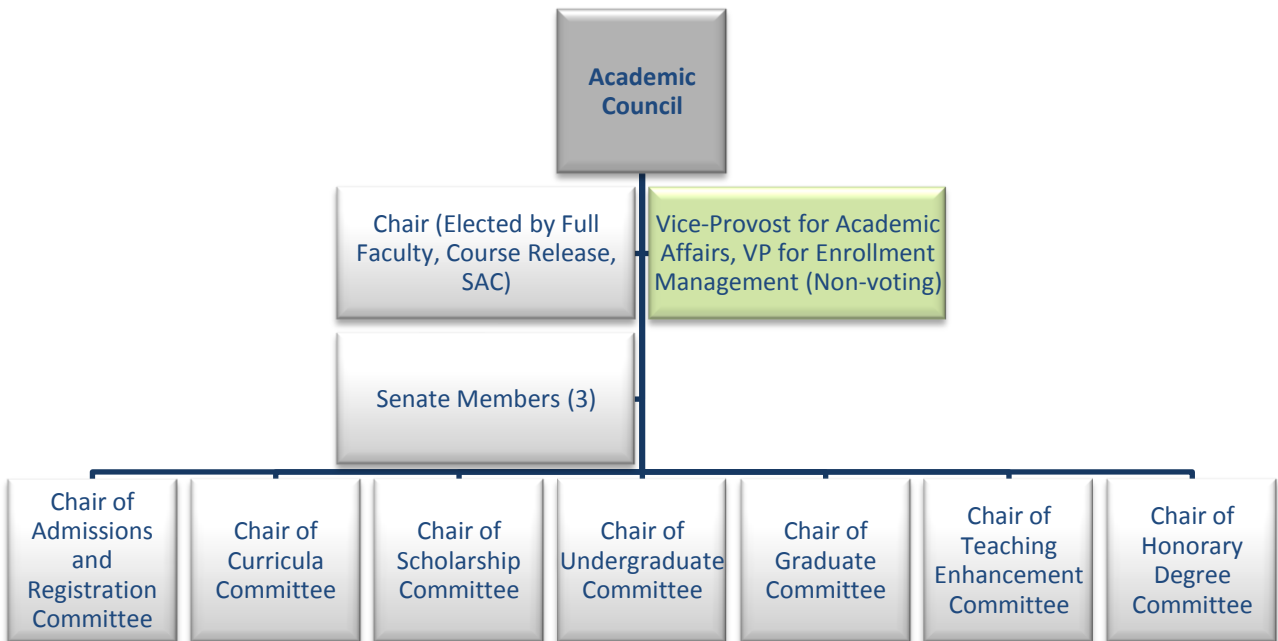 Academic
Council
Chair (Elected by Full
Faculty, Course Release,
SAC)
Vice-Provost for Academic
Affairs, VP for Enrollment
Management (Non-voting)
Senate Members (3)
Chair of
Admissions
and
Registration
Committee
Chair of
Curricula
Committee
Chair of
Scholarship
Committee
Chair of
Undergraduate
Committee
Chair of
Graduate
Committee
Chair of
Teaching
Enhancement
Committee
Chair of
Honorary
Degree
Committee